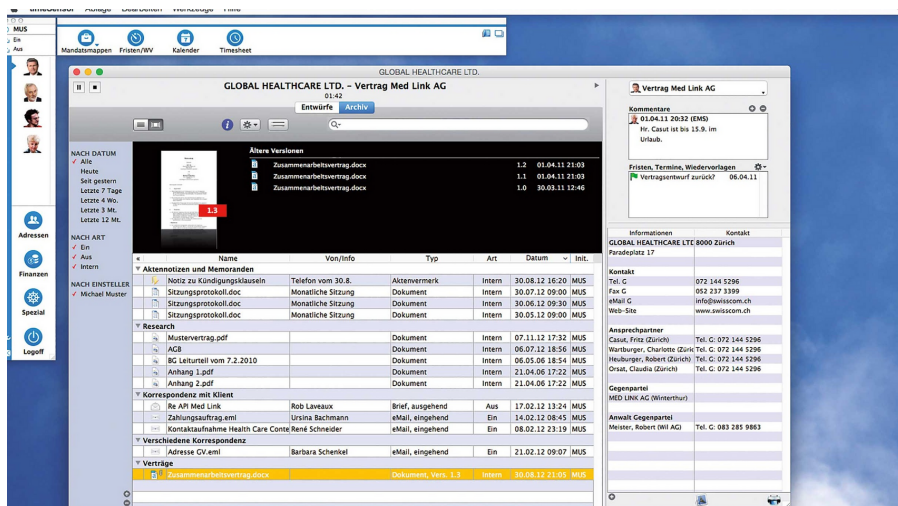 timeSensor Ablage Bearbeiten Werkzeuge Hilfe
MUS
Ein
Aus
Mandatsmappen Fristen/WV Kalender Timesheet
GLOBAL HEALTHCARE LTD.
GLOBAL HEALTHCARE LTD. – Vertrag Med Link AG
01:42
Entwürfe Archiv
Adressen
Finanzen
Spezial
Logoff
NACH DATUM
Alle
Heute
Seit gestern
Letzte 7 Tage
Letzte 4 Wo.
Letzte 3 Mt.
Letzte 12 Mt.
NACH ART
Ein
Aus
Intern
NACH EINSTELLER
Michael Muster
Ältere Versionen
Zusammenarbeitsvertrag.docx 1.2 01.04.11 21:03
Zusammenarbeitsvertrag.docx 1.1 01.04.11 21:03
Zusammenarbeitsvertrag.docx 1.0 30.03.11 12:46
1.3
« Name Von/Info Typ Art Datum Init.
Aktennotizen und Memoranden
Notiz zu Kündigungsklauseln Telefon vom 30.8. Aktenvermerk Intern 30.08.12 16:20 MUS
Sitzungsprotokoll.doc Monatliche Sitzung Dokument Intern 30.07.12 09:00 MUS
Sitzungsprotokoll.doc Monatliche Sitzung Dokument Intern 30.06.12 09:30 MUS
Sitzungsprotokoll.doc Monatliche Sitzung Dokument Intern 30.05.12 09:00 MUS
Research
Mustervertrag.pdf Dokument Intern 07.11.12 17:32 MUS
AGB Dokument Intern 06.07.12 18:56 MUS
BG Leiturteil vom 7.2.2010 Dokument Intern 06.05.06 18:54 MUS
Anhang 1.pdf Dokument Intern 21.04.06 17:22 MUS
Anhang 2.pdf Dokument Intern 21.04.06 17:22 MUS
Korrespondenz mit Klient
Re API Med Link Rob Laveaux Brief, ausgehend Aus 17.02.12 13:24 MUS
Zahlungsauftrag.eml Ursina Bachmann eMail, eingehend Ein 14.02.12 08:45 MUS
Kontaktaufnahme Health Care Conte René Schneider eMail, eingehend Ein 08.02.12 23:19 MUS
Verschiedene Korrespondenz
Adresse GV.eml Barbara Schenkel eMail, eingehend Ein 21.02.12 09:07 MUS
Verträge
Zusammenarbeitsvertrag.docx Dokument, Vers. 1.3 Intern 30.08.12 21:05 MUS
Vertrag Med Link AG
Kommentare
01.04.11 20:32 (EMS)
Hr. Casut ist bis
15.9. im
Urlaub.
Fristen, Termine, Wiedervorlagen
Vertragsentwurf zurück? 06.04.11
Informationen Kontakt
GLOBAL HEALTHCARE LTD 8000 Zürich
Paradeplatz 17
Kontakt
Tel. G 072 144 5296
Fax G 052 237 3399
eMail G info@swisscom.ch
Web-Site www.swisscom.ch
Ansprechpartner
Casut, Fritz (Zürich) Tel. G: 072 144 5296
Wartburger, Charlotte (Züric Tel. G: 072 144 5296
Heuburger, Robert (Zürich) Tel. G: 072 144 5296
Orsat, Claudia (Zürich) Tel. G: 072 144 5296
Gegenpartei
MED LINK AG (Winterthur)
Anwalt Gegenpartei
Meister, Robert (Wil AG) Tel. G: 083 285 9863